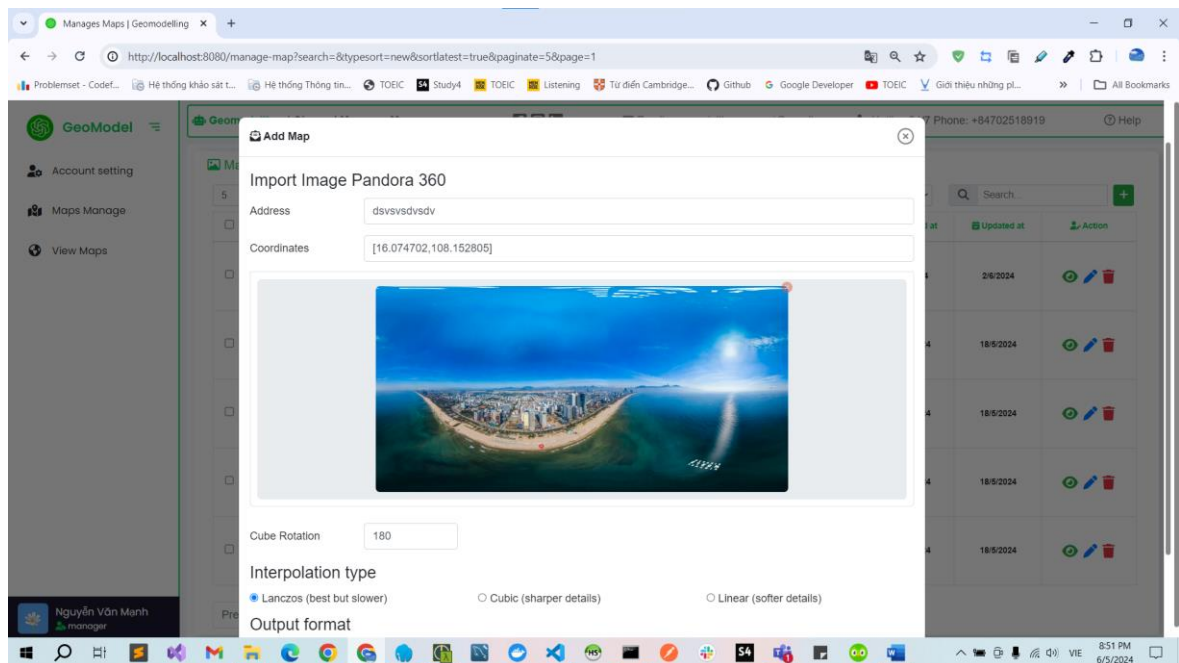 Manages Maps | Geomodelling
http://localhost:8080/manage-map?search=&typesort=new&sortlatest=true&paginate=5&page=1
Problemset - Codef... Hệ thống khảo sát t... Hệ thống Thông tin... TOEIC S4 Study4 TOEIC Listening Từ điển Cambridge... Github Google Developer TOEIC Giới thiệu những pl... » All Bookmarks
GeoModel Geom Phone: +84702518919 Help
Add Map
Account setting
Maps Manage
View Maps
Import Image Pandora 360
5 Search...
Address dsvsvsdvsdv
Updated at Action
Coordinates [16.074702,108.152805]
2/6/2024
18/5/2024
18/5/2024
18/5/2024
18/5/2024
Cube Rotation 180
Interpolation type
Lanczos (best but slower) Cubic (sharper details) Linear (softer details)
Output format
Nguyễn Văn Mạnh
manager
Pre
VIE 8:51 PM
6/5/2024